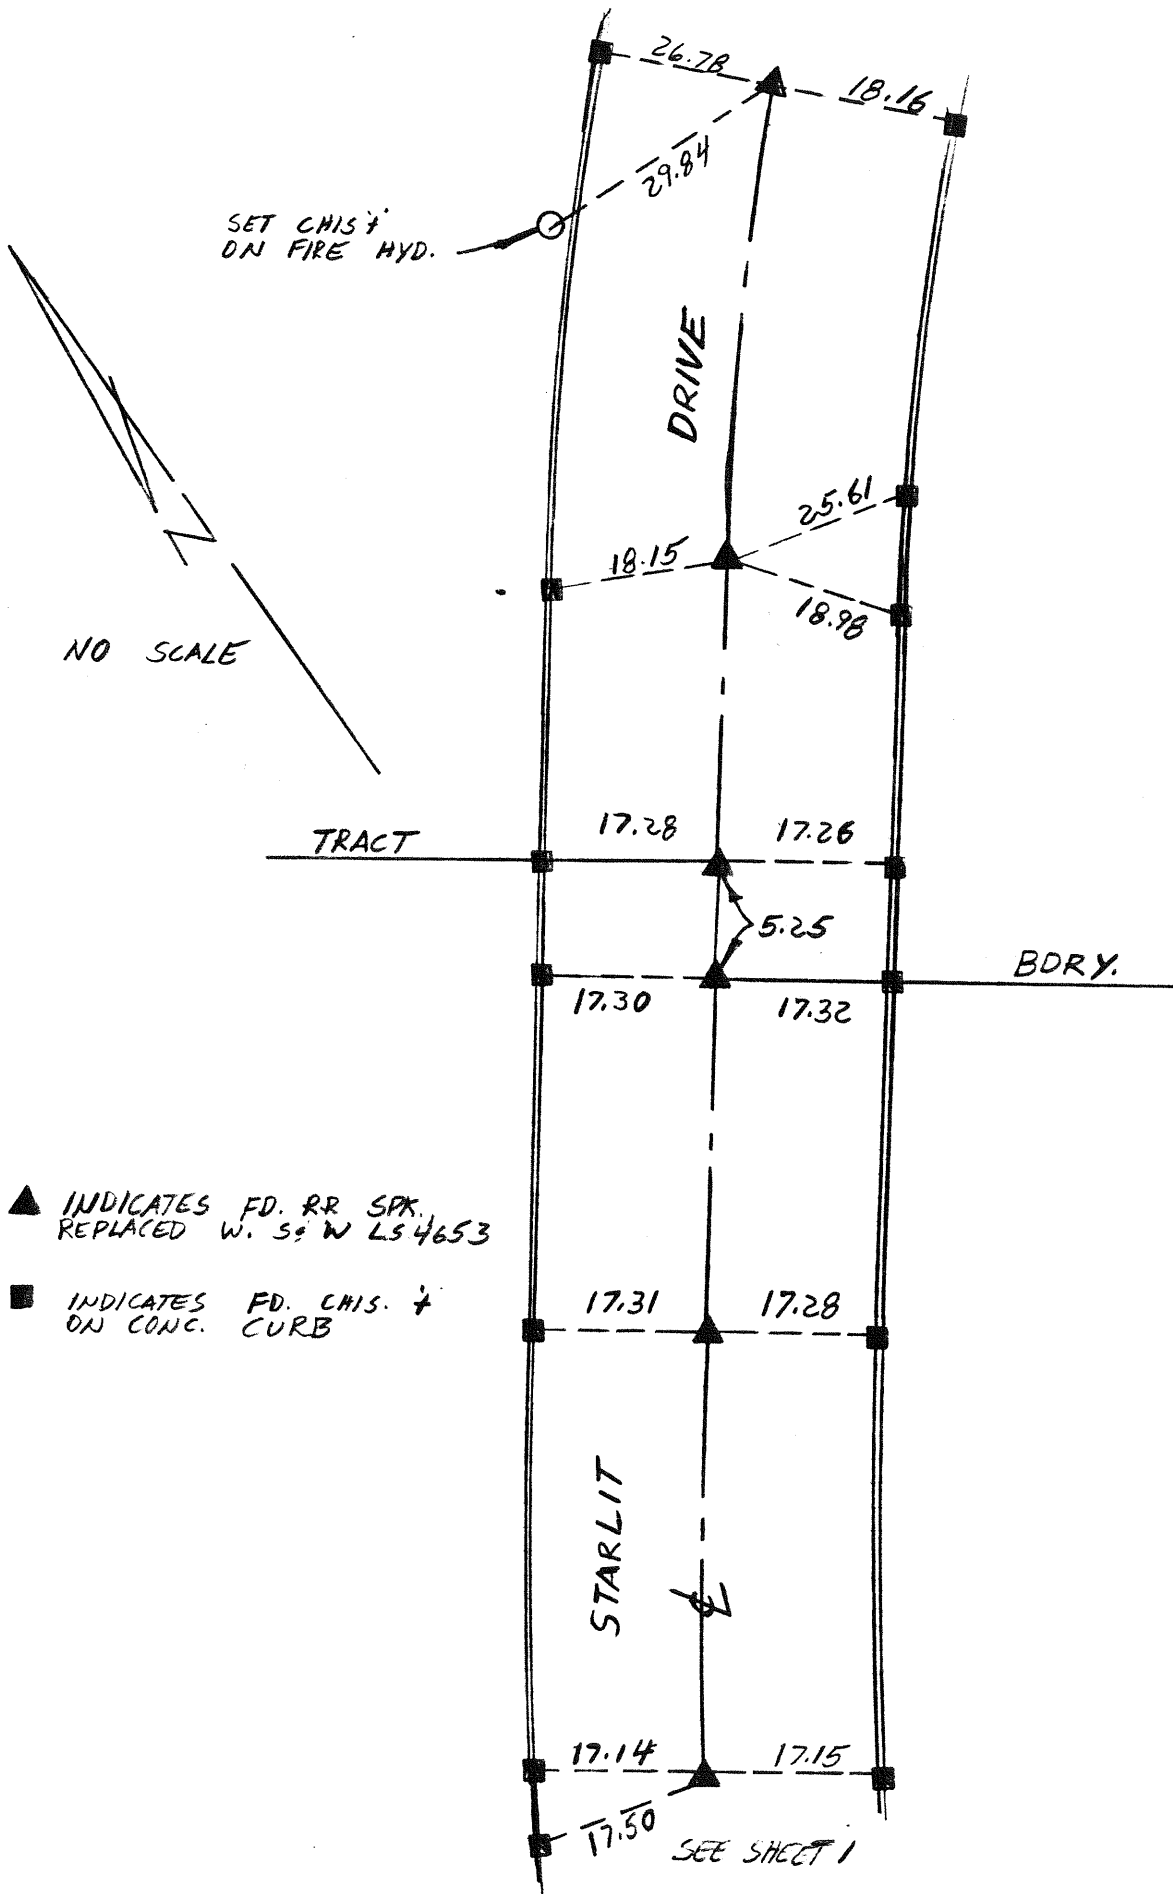 26.78
18.16
29.84
SET CHIS +
ON FIRE HYD.
DRIVE
25.61
18.15
18.98
N
NO SCALE
17.28
17.26
TRACT
5.25
BDRY.
17.30
17.32
INDICATES FD. RR SPK.
REPLACED W. S & W LS 4653
INDICATES FD. CHIS. +
ON CONC. CURB
17.31
17.28
STARLIT
℄
17.14
17.15
17.50
SEE SHEET 1